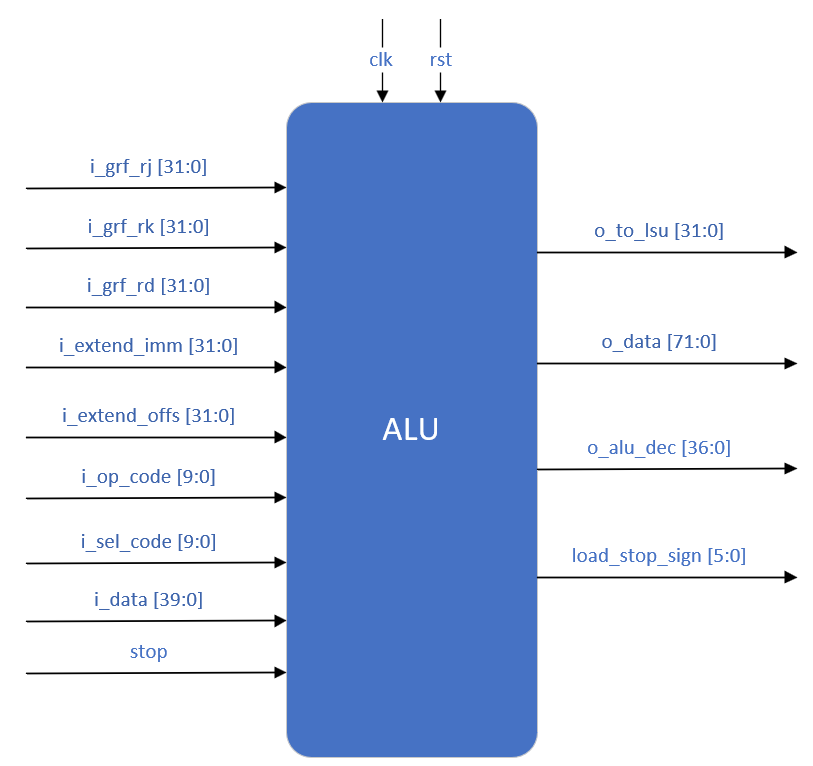 clk rst
i_grf_rj [31:0]
i_grf_rk [31:0]
i_grf_rd [31:0]
i_extend_imm [31:0]
i_extend_offs [31:0]
i_op_code [9:0]
i_sel_code [9:0]
i_data [39:0]
stop
ALU
o_to_lsu [31:0]
o_data [71:0]
o_alu_dec [36:0]
load_stop_sign [5:0]